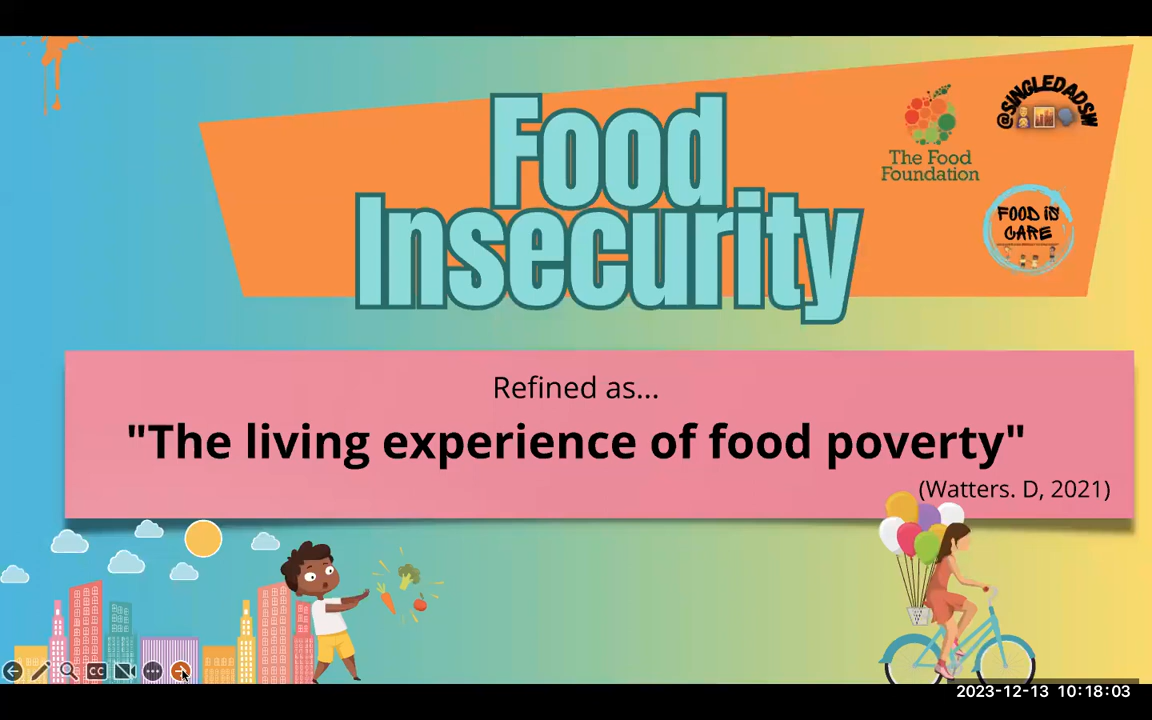 Food
Insecurity
The Food
Foundation
@SINGLEDADSW
FOOD IS
CARE
Refined as...
"The living experience of food poverty"
(Watters. D, 2021)
CC
2023-12-13 10:18:03